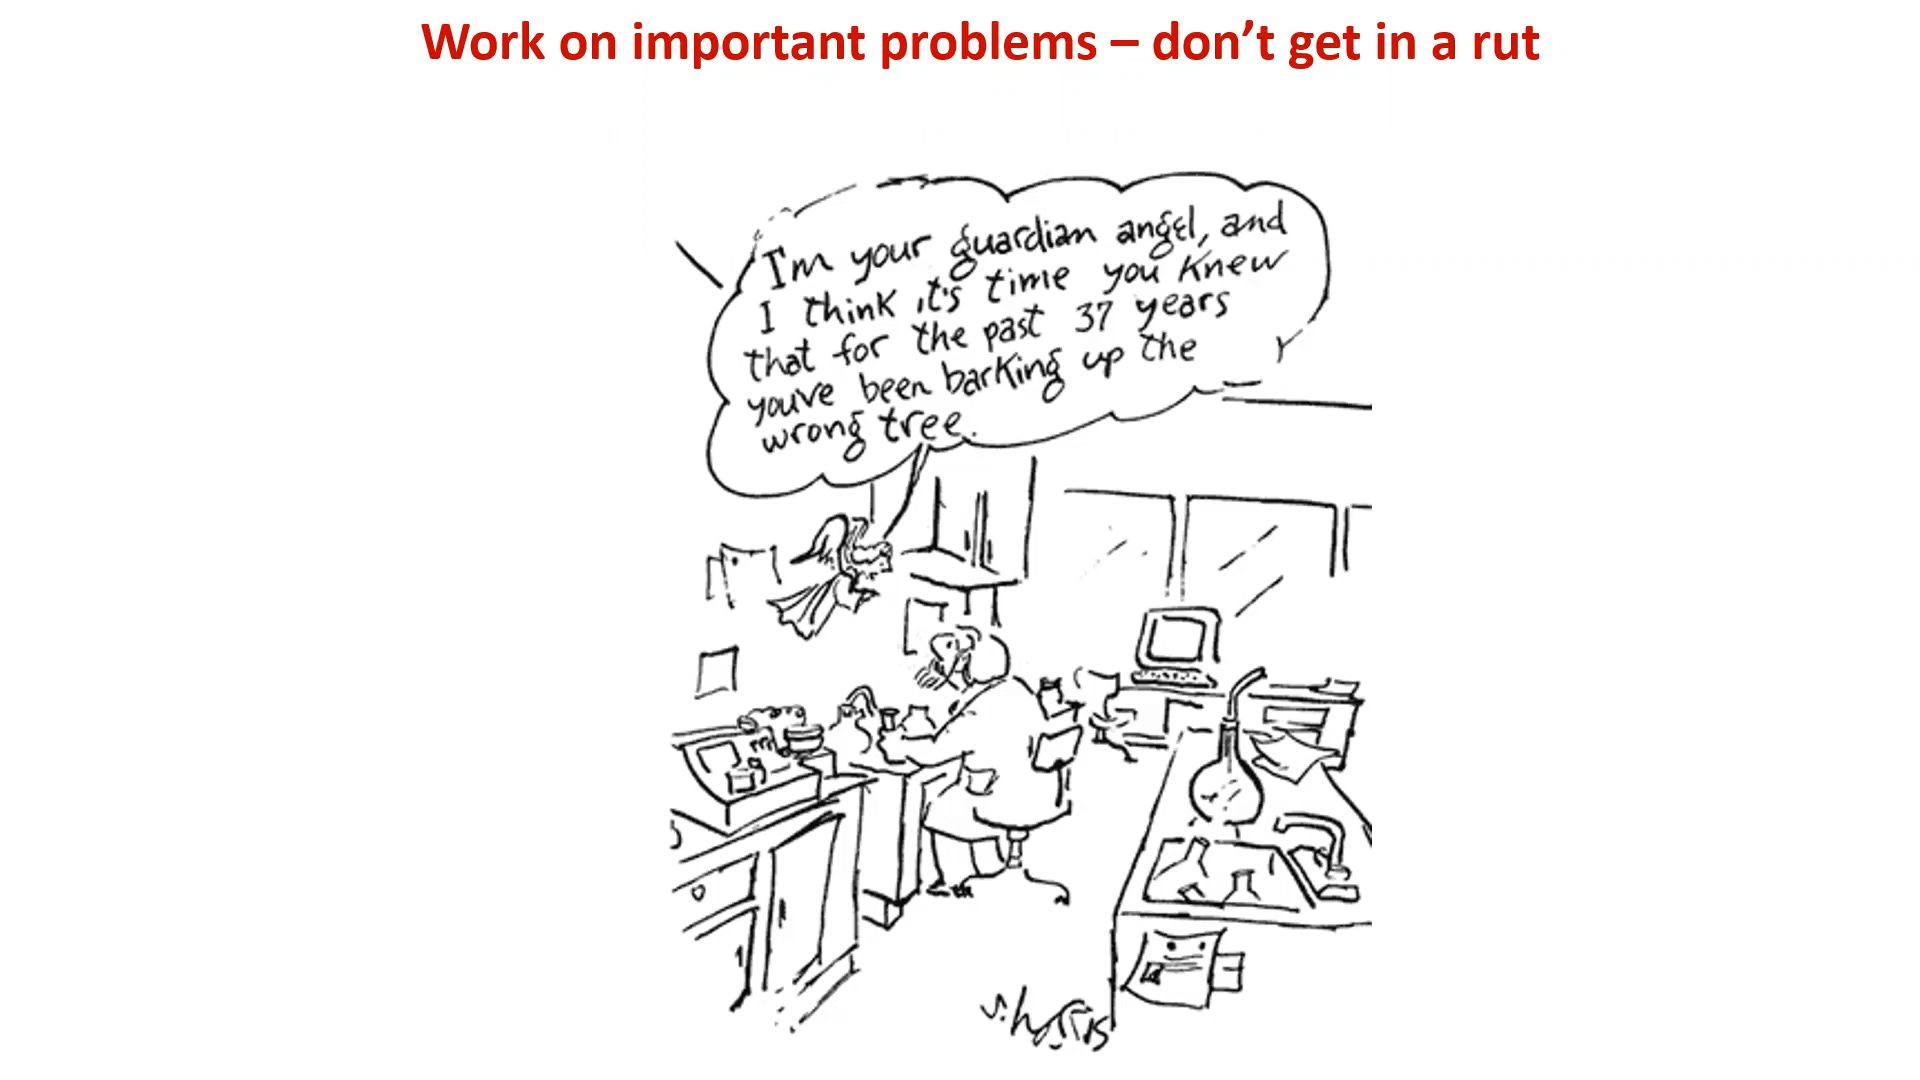 Work on important problems – don’t get in a rut
I'm your guardian angel, and
I think it's time you knew
that for the past 37 years
you've been barking up the
wrong tree.
S. Harris